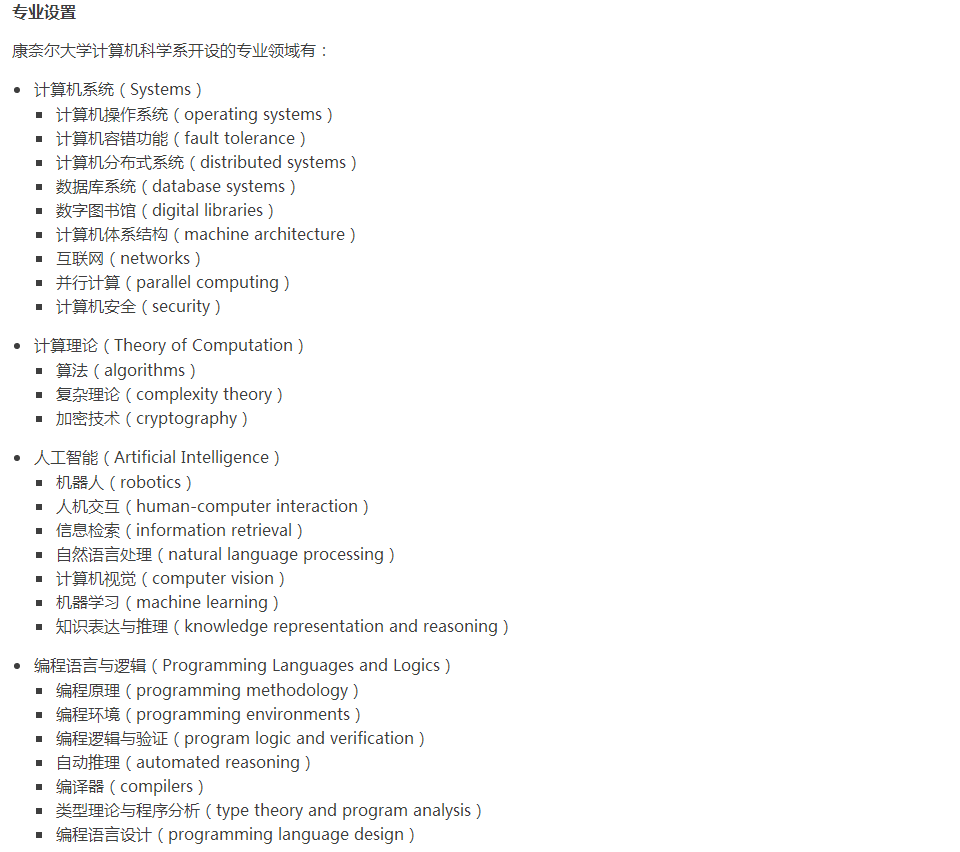 专业设置
康奈尔大学计算机科学系开设的专业领域有：
计算机系统（Systems）
计算机操作系统（operating systems）
计算机容错功能（fault tolerance）
计算机分布式系统（distributed systems）
数据库系统（database systems）
数字图书馆（digital libraries）
计算机体系结构（machine architecture）
互联网（networks）
并行计算（parallel computing）
计算机安全（security）
计算理论（Theory of Computation）
算法（algorithms）
复杂理论（complexity theory）
加密技术（cryptography）
人工智能（Artificial Intelligence）
机器人（robotics）
人机交互（human-computer interaction）
信息检索（information retrieval）
自然语言处理（natural language processing）
计算机视觉（computer vision）
机器学习（machine learning）
知识表达与推理（knowledge representation and reasoning）
编程语言与逻辑（Programming Languages and Logics）
编程原理（programming methodology）
编程环境（programming environments）
编程逻辑与验证（program logic and verification）
自动推理（automated reasoning）
编译器（compilers）
类型理论与程序分析（type theory and program analysis）
编程语言设计（programming language design）